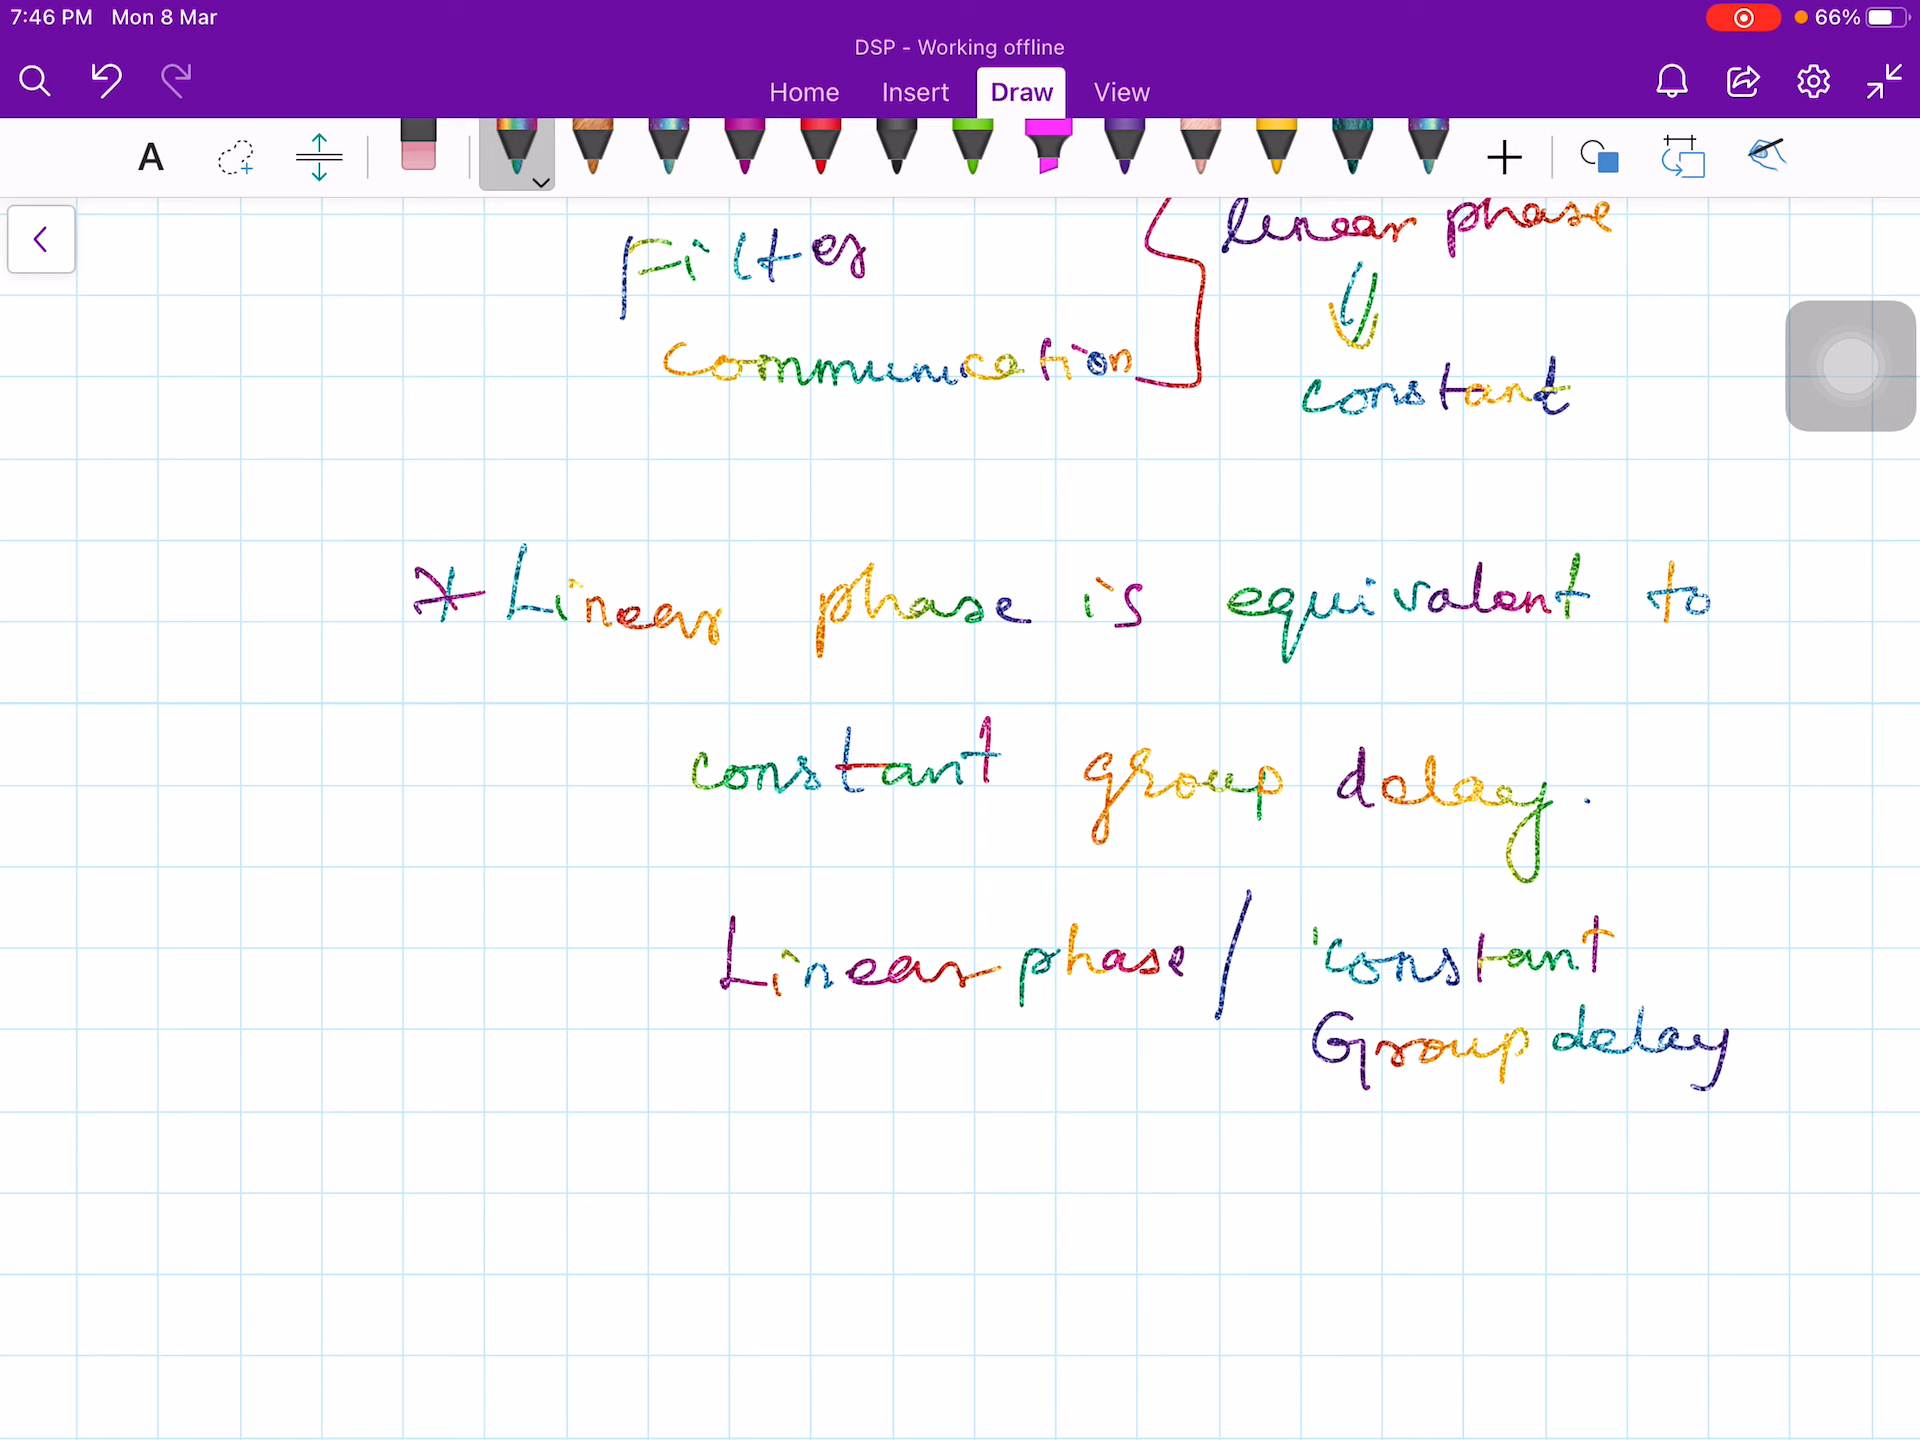 7:46 PM Mon 8 Mar
66%
DSP - Working offline
Home Insert Draw View
A
Filter
linear phase
communication
constant
* Linear phase is equivalent to
constant group delay.
Linear phase / constant
Group delay